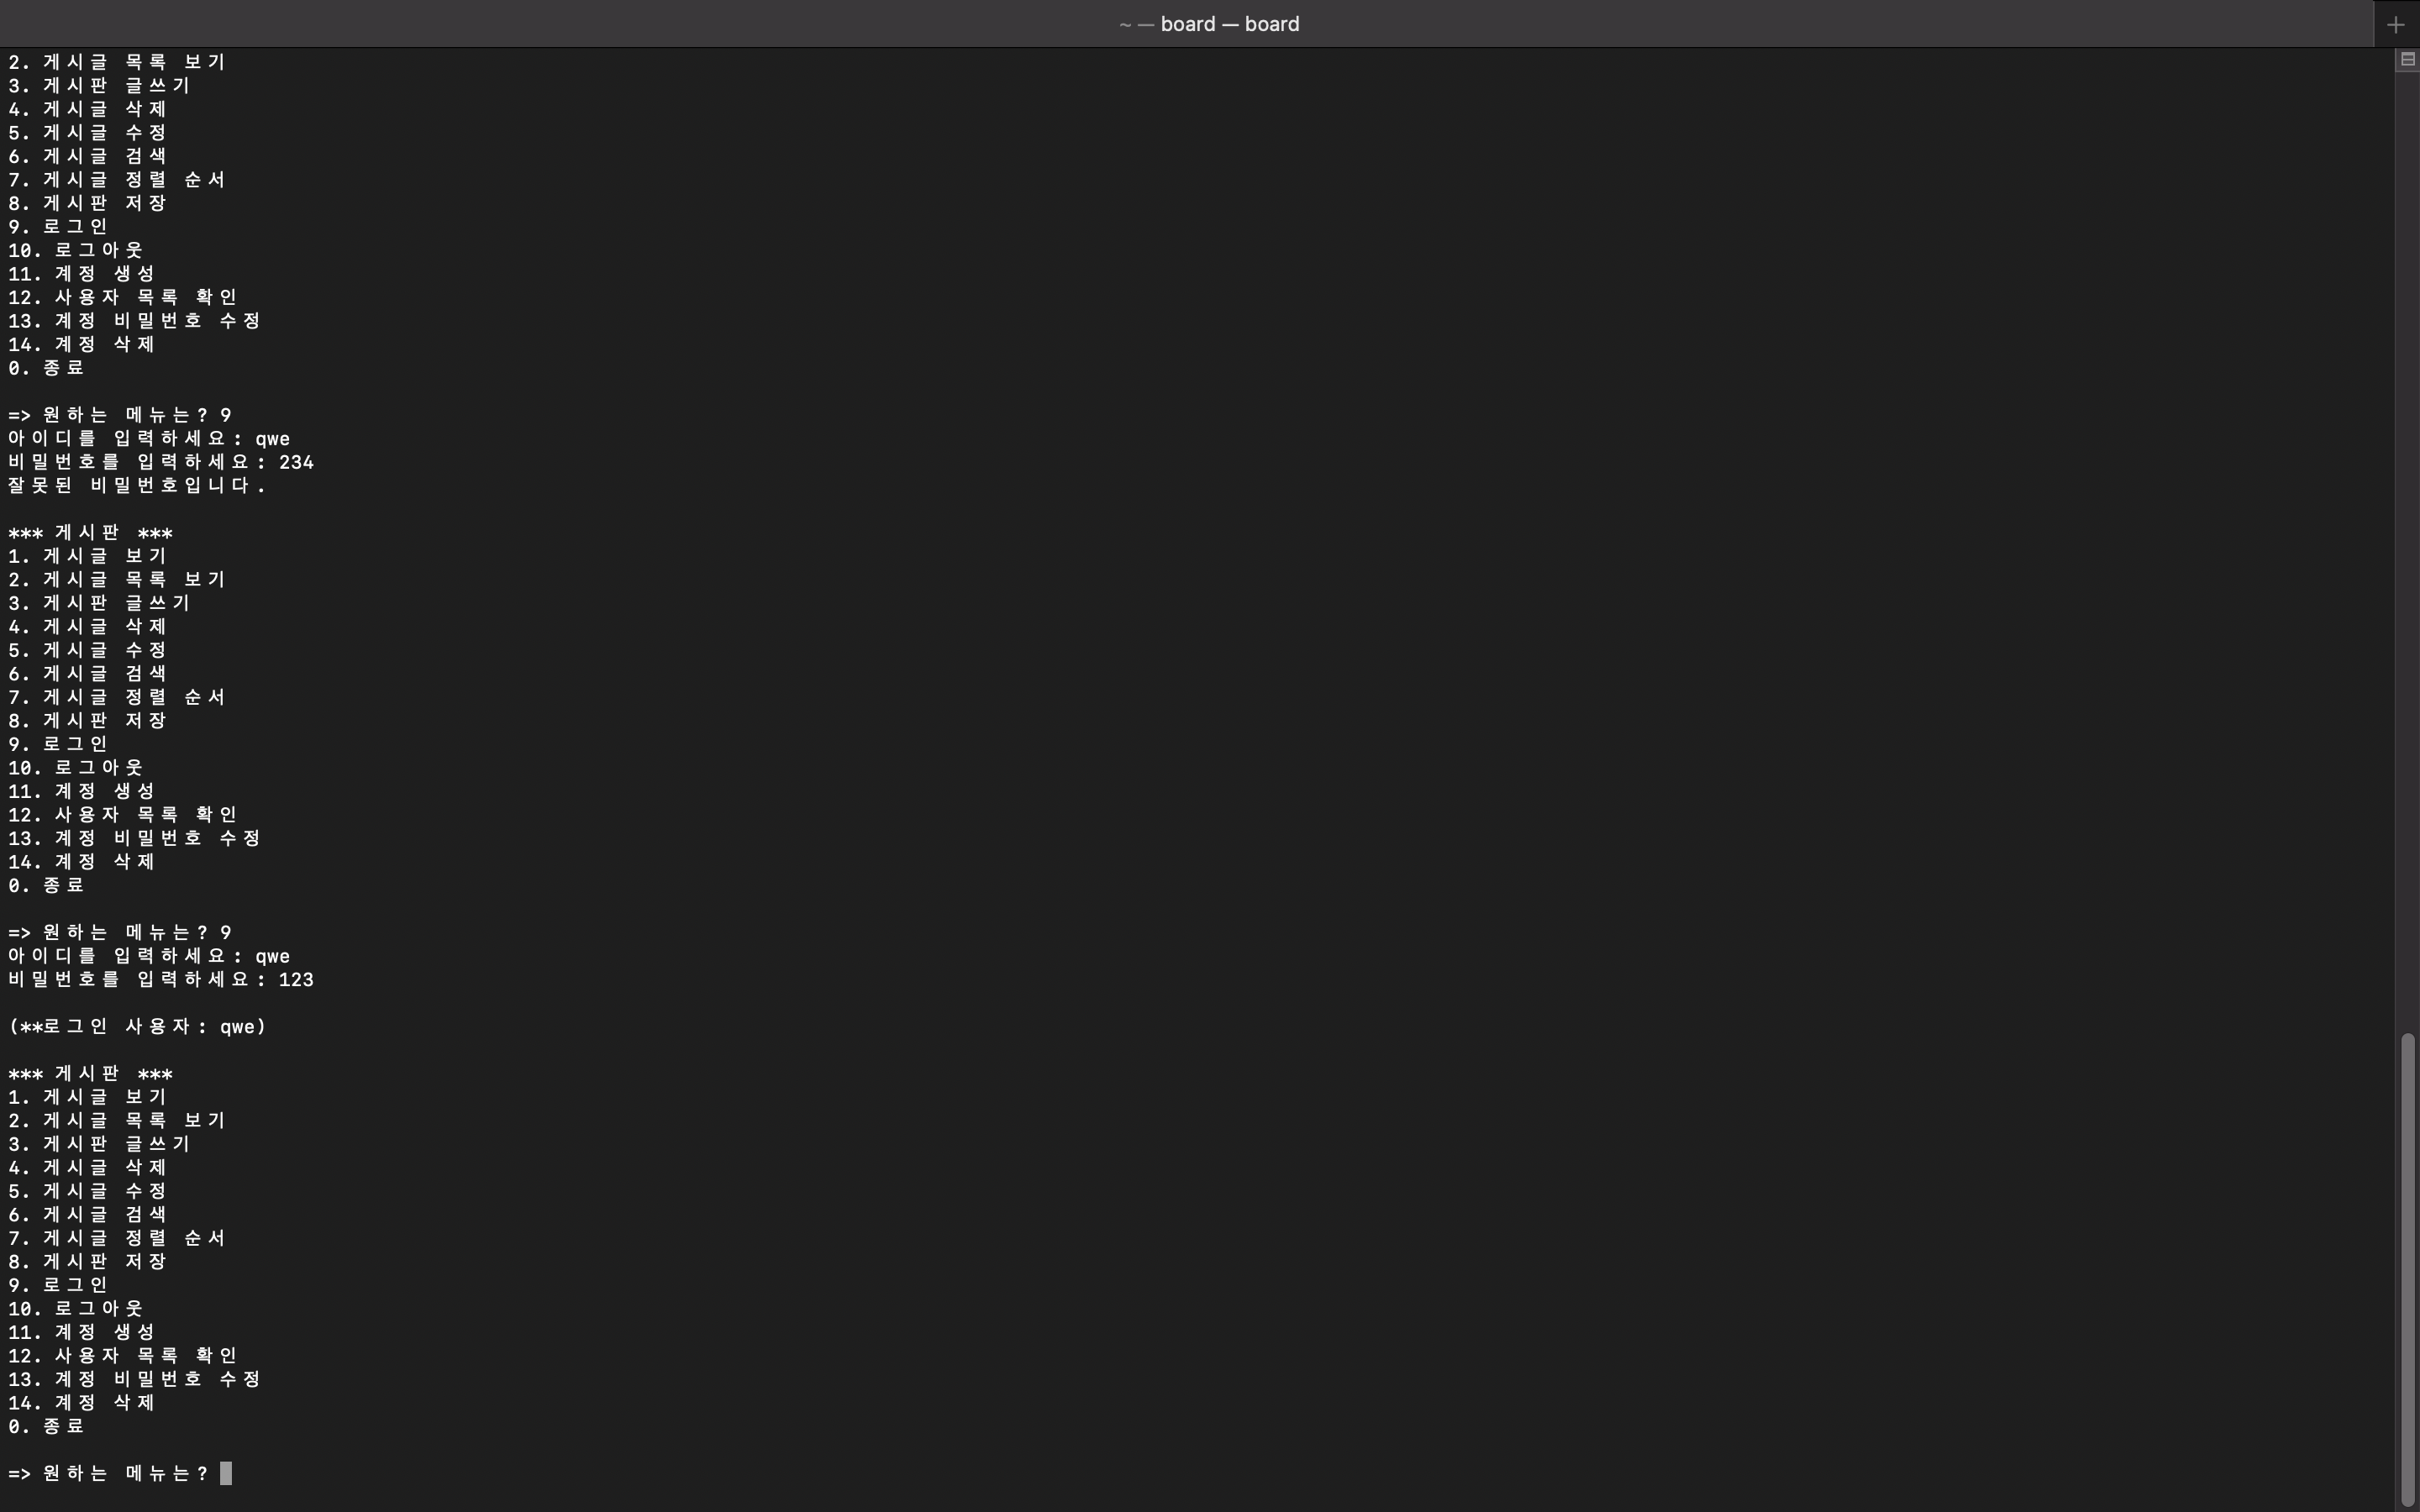 ~ — board — board
2. 게시글 목록 보기
3. 게시판 글쓰기
4. 게시글 삭제
5. 게시글 수정
6. 게시글 검색
7. 게시글 정렬 순서
8. 게시판 저장
9. 로그인
10. 로그아웃
11. 계정 생성
12. 사용자 목록 확인
13. 계정 비밀번호 수정
14. 계정 삭제
0. 종료
=> 원하는 메뉴는? 9
아이디를 입력하세요: qwe
비밀번호를 입력하세요: 234
잘못된 비밀번호입니다.
*** 게시판 ***
1. 게시글 보기
2. 게시글 목록 보기
3. 게시판 글쓰기
4. 게시글 삭제
5. 게시글 수정
6. 게시글 검색
7. 게시글 정렬 순서
8. 게시판 저장
9. 로그인
10. 로그아웃
11. 계정 생성
12. 사용자 목록 확인
13. 계정 비밀번호 수정
14. 계정 삭제
0. 종료
=> 원하는 메뉴는? 9
아이디를 입력하세요: qwe
비밀번호를 입력하세요: 123
(**로그인 사용자: qwe)
*** 게시판 ***
1. 게시글 보기
2. 게시글 목록 보기
3. 게시판 글쓰기
4. 게시글 삭제
5. 게시글 수정
6. 게시글 검색
7. 게시글 정렬 순서
8. 게시판 저장
9. 로그인
10. 로그아웃
11. 계정 생성
12. 사용자 목록 확인
13. 계정 비밀번호 수정
14. 계정 삭제
0. 종료
=> 원하는 메뉴는?